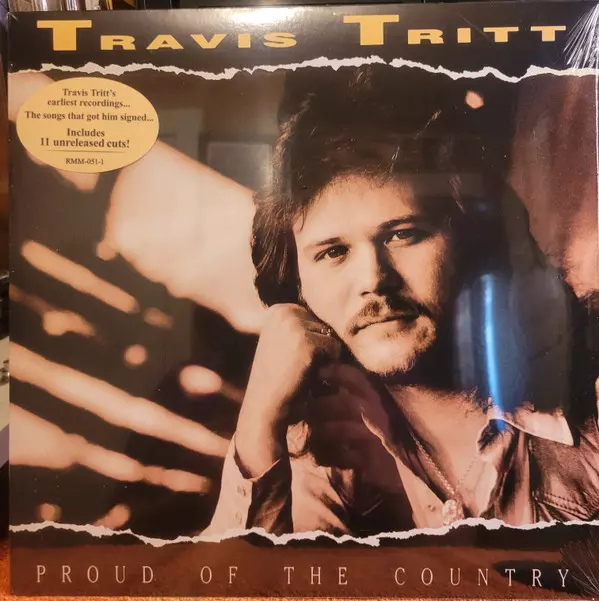 TRAVIS TRITT
Travis Tritt's
earliest recordings...
The songs that got him signed...
Includes
11 unreleased cuts!
RMM-051-1
PROUD OF THE COUNTRY